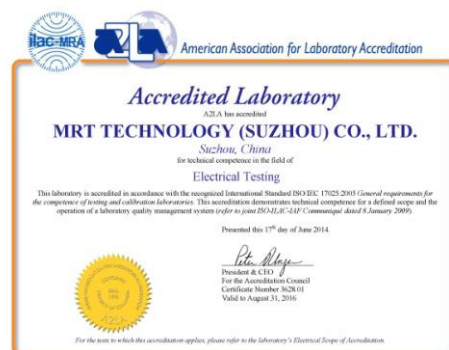 ilac-MRA
A2LA
American Association for Laboratory Accreditation
Accredited Laboratory
A2LA has accredited
MRT TECHNOLOGY (SUZHOU) CO., LTD.
Suzhou, China
for technical competence in the field of
Electrical Testing
This laboratory is accredited in accordance with the recognized International Standard ISO/IEC 17025:2005 General requirements for
the competence of testing and calibration laboratories. This accreditation demonstrates technical competence for a defined scope and the
operation of a laboratory quality management system (refer to joint ISO-ILAC-IAF Communiqué dated 8 January 2009).
Presented this 17th day of June 2014.
President & CEO
For the Accreditation Council
Certificate Number 3628.01
Valid to August 31, 2016
A2LA
For the tests to which this accreditation applies, please refer to the laboratory's Electrical Scope of Accreditation.